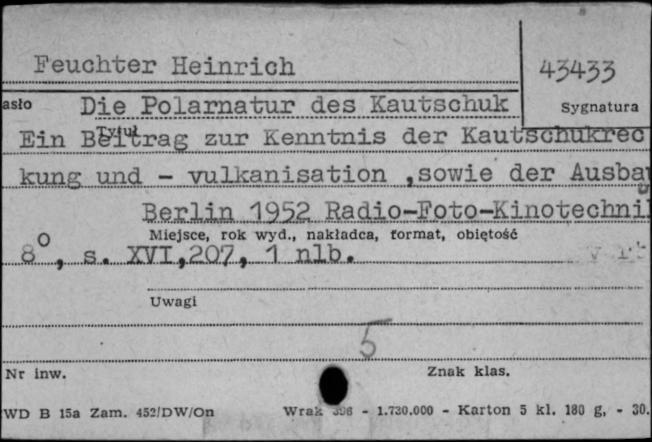 Feuchter Heinrich
43433
asło Die Polarnatur des Kautschuk
Sygnatura
Tytuł
Ein Beitrag zur Kenntnis der Kautschukrec
kung und - vulkanisation ,sowie der Ausba
Berlin 1952 Radio-Foto-Kinotechni
Miejsce, rok wyd., nakładca, format, obiętość
8⁰, s. XVI,207, 1 nlb.
Uwagi
5
Nr inw.
Znak klas.
WD B 15a Zam. 452/DW/On Wrak 398 - 1.730.000 - Karton 5 kl. 180 g, - 30.